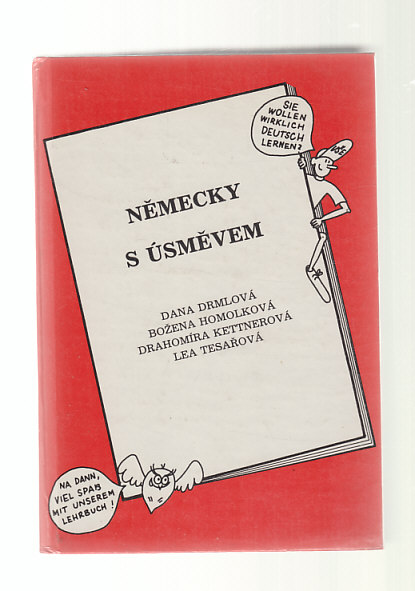 SIE
WOLLEN
WIRKLICH
DEUTSCH
LERNEN?
NĚMECKY
S ÚSMĚVEM
DANA DRMLOVÁ
BOŽENA HOMOLKOVÁ
DRAHOMÍRA KETTNEROVÁ
LEA TESAŘOVÁ
NA DANN,
VIEL SPAß
MIT UNSEREM
LEHRBUCH!